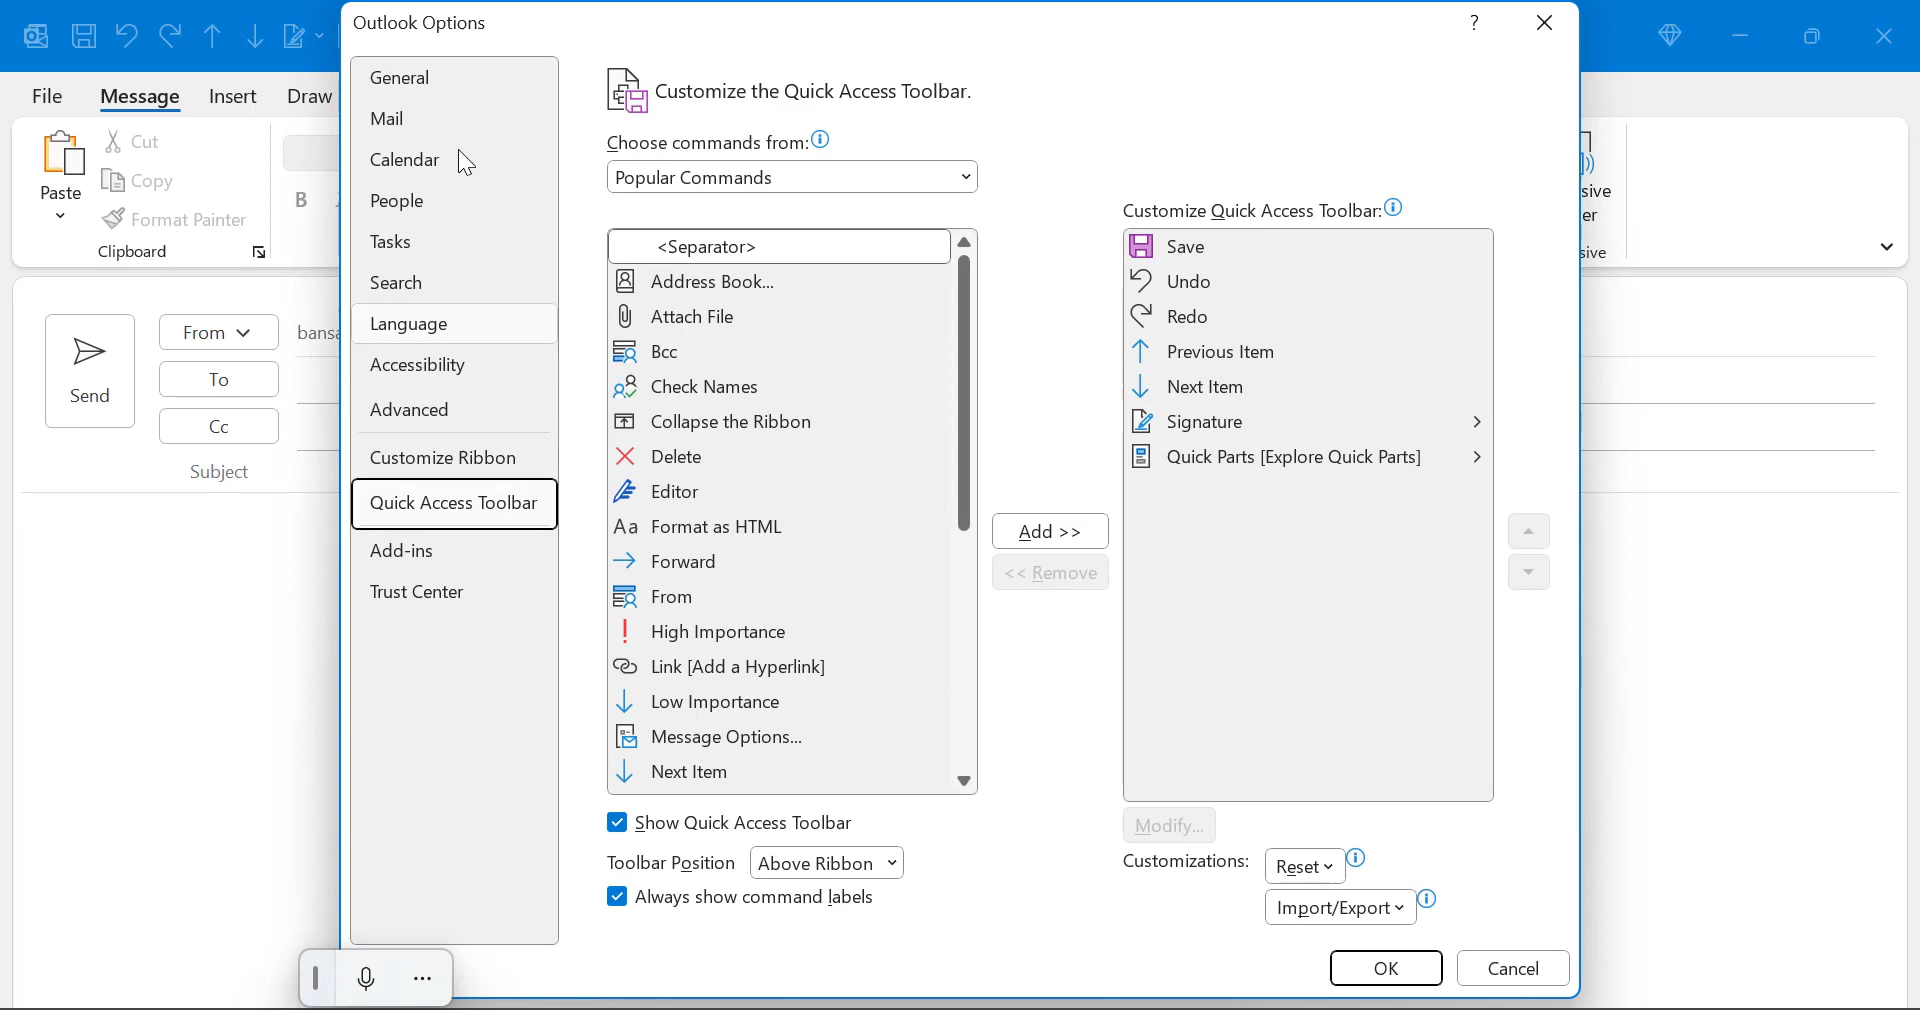 Outlook Options
?
File
Message
Insert
Draw
Paste
Cut
Copy
Format Painter
Clipboard
B
Send
From
To
Cc
Subject
bansa
General
Mail
Calendar
People
Tasks
Search
Language
Accessibility
Advanced
Customize Ribbon
Quick Access Toolbar
Add-ins
Trust Center
Customize the Quick Access Toolbar.
Choose commands from:
Popular Commands
<Separator>
Address Book...
Attach File
Bcc
Check Names
Collapse the Ribbon
Delete
Editor
Aa Format as HTML
Forward
From
High Importance
Link [Add a Hyperlink]
Low Importance
Message Options...
Next Item
Show Quick Access Toolbar
Toolbar Position Above Ribbon
Always show command labels
Add >>
<< Remove
Customize Quick Access Toolbar:
Save
Undo
Redo
Previous Item
Next Item
Signature
Quick Parts [Explore Quick Parts]
Modify...
Customizations: Reset
Import/Export
OK
Cancel
sive
er
sive